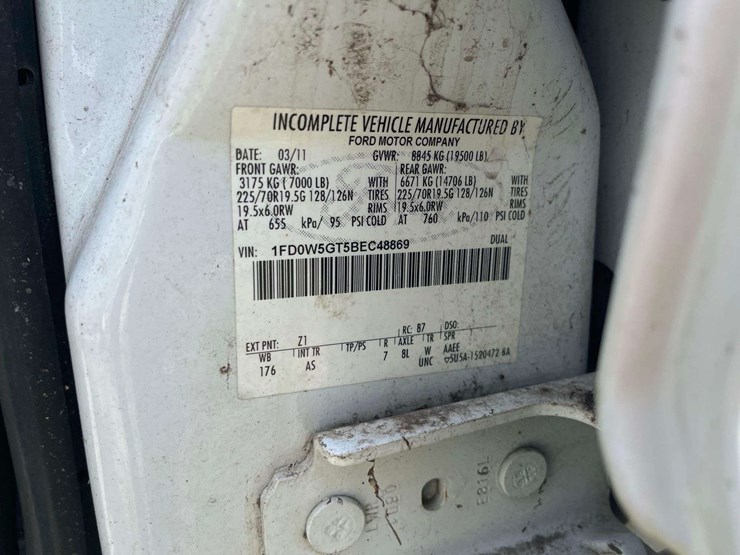 INCOMPLETE VEHICLE MANUFACTURED BY
FORD MOTOR COMPANY
DATE: 03/11 GVWR: 8845 KG (19500 LB)
FRONT GAWR: REAR GAWR:
3175 KG (7000 LB) WITH 6671 KG (14706 LB) WITH
225/70R19.5G 128/126N TIRES 225/70R19.5G 128/126N TIRES
19.5x6.0RW RIMS 19.5x6.0RW RIMS
AT 655 kPa/ 95 PSI COLD AT 760 kPa/110 PSI COLD
VIN: 1FD0W5GT5BEC48869 DUAL
EXT PNT: Z1 RC: 87 DSO:
WB INT TR TP/PS R AXLE TR SPR
176 AS 7 8L W AAEE
UNC 5U5A-1520472 BA
E816L